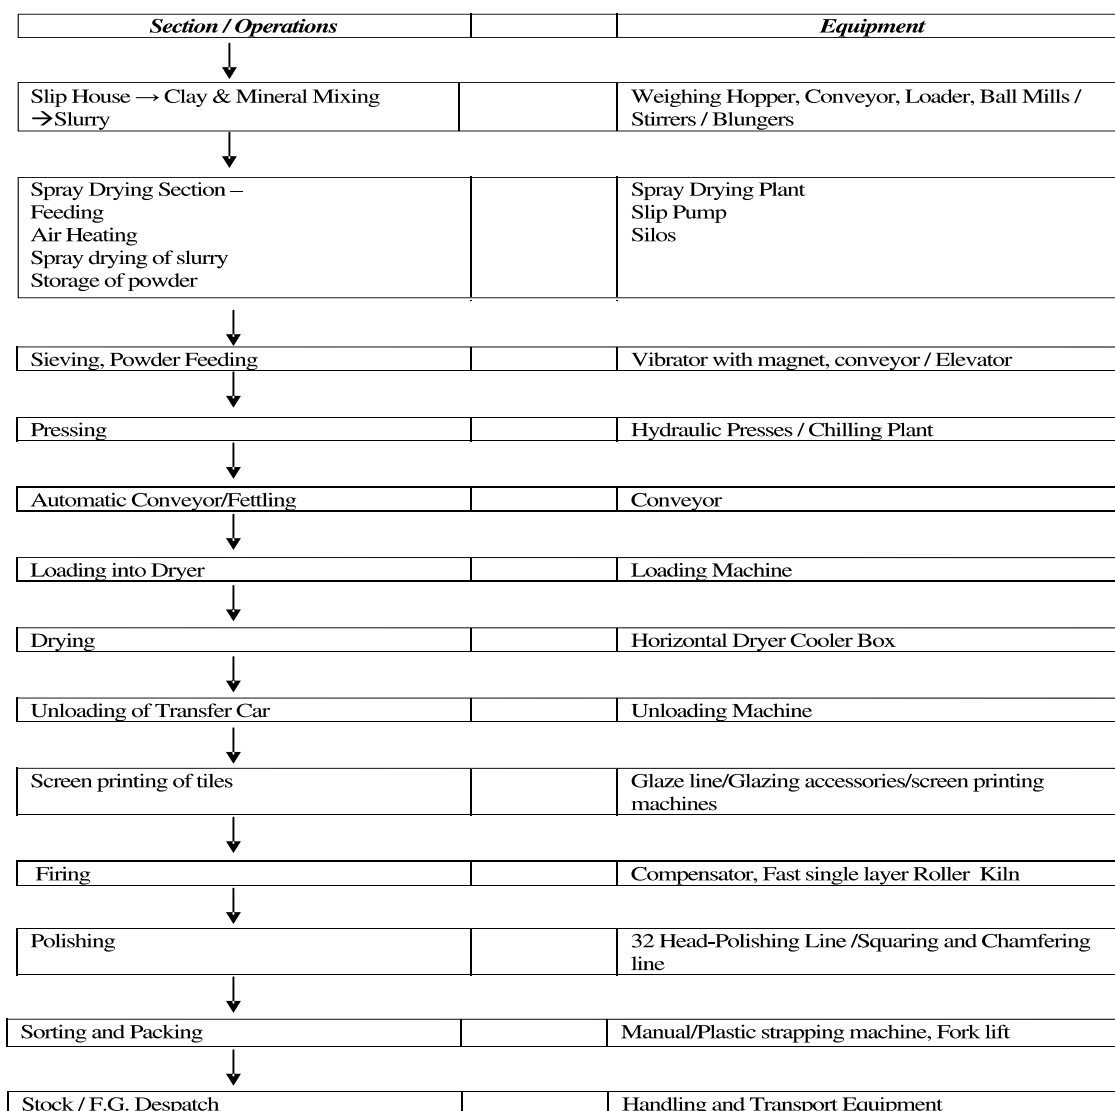 Section / Operations
Equipment
Slip House → Clay & Mineral Mixing
→Slurry
Weighing Hopper, Conveyor, Loader, Ball Mills /
Stirrers / Blungers
Spray Drying Section –
Feeding
Air Heating
Spray drying of slurry
Storage of powder
Spray Drying Plant
Slip Pump
Silos
Sieving, Powder Feeding
Vibrator with magnet, conveyor / Elevator
Pressing
Hydraulic Presses / Chilling Plant
Automatic Conveyor/Fettling
Conveyor
Loading into Dryer
Loading Machine
Drying
Horizontal Dryer Cooler Box
Unloading of Transfer Car
Unloading Machine
Screen printing of tiles
Glaze line/Glazing accessories/screen printing
machines
Firing
Compensator, Fast single layer Roller Kiln
Polishing
32 Head-Polishing Line /Squaring and Chamfering
line
Sorting and Packing
Manual/Plastic strapping machine, Fork lift
Stock / F.G. Despatch
Handling and Transport Equipment